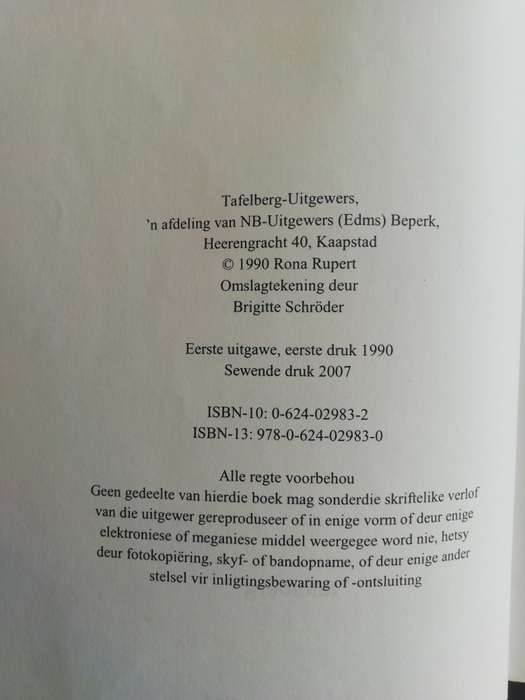 Tafelberg-Uitgewers,
'n afdeling van NB-Uitgewers (Edms) Beperk,
Heerengracht 40, Kaapstad
© 1990 Rona Rupert
Omslagtekening deur
Brigitte Schröder
Eerste uitgawe, eerste druk 1990
Sewende druk 2007
ISBN-10: 0-624-02983-2
ISBN-13: 978-0-624-02983-0
Alle regte voorbehou
Geen gedeelte van hierdie boek mag sonderdie skriftelike verlof
van die uitgewer gereproduseer of in enige vorm of deur enige
elektroniese of meganiese middel weergegee word nie, hetsy
deur fotokopiëring, skyf- of bandopname, of deur enige ander
stelsel vir inligtingsbewaring of -ontsluiting